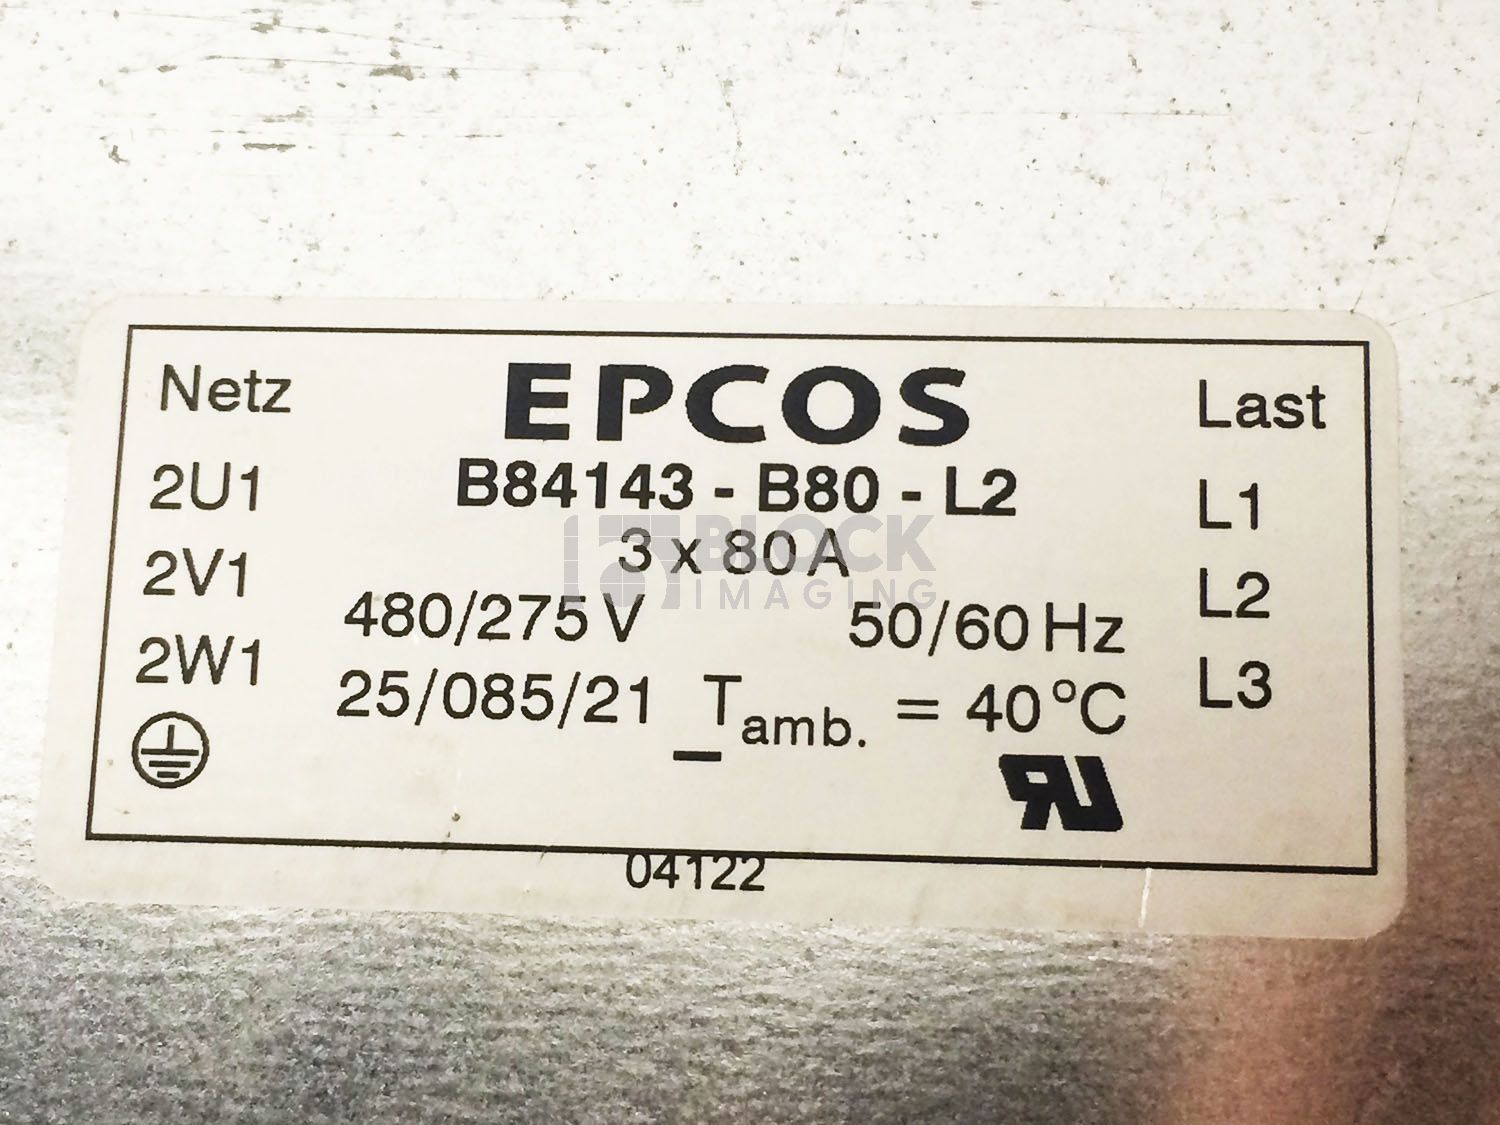 Netz
EPCOS
Last
2U1
B84143 - B80 - L2
L1
3 x 80 A
BLOCK
IMAGING
2V1
480/275 V
50/60 Hz
L2
2W1
25/085/21
_T amb. = 40 °C
L3
04122